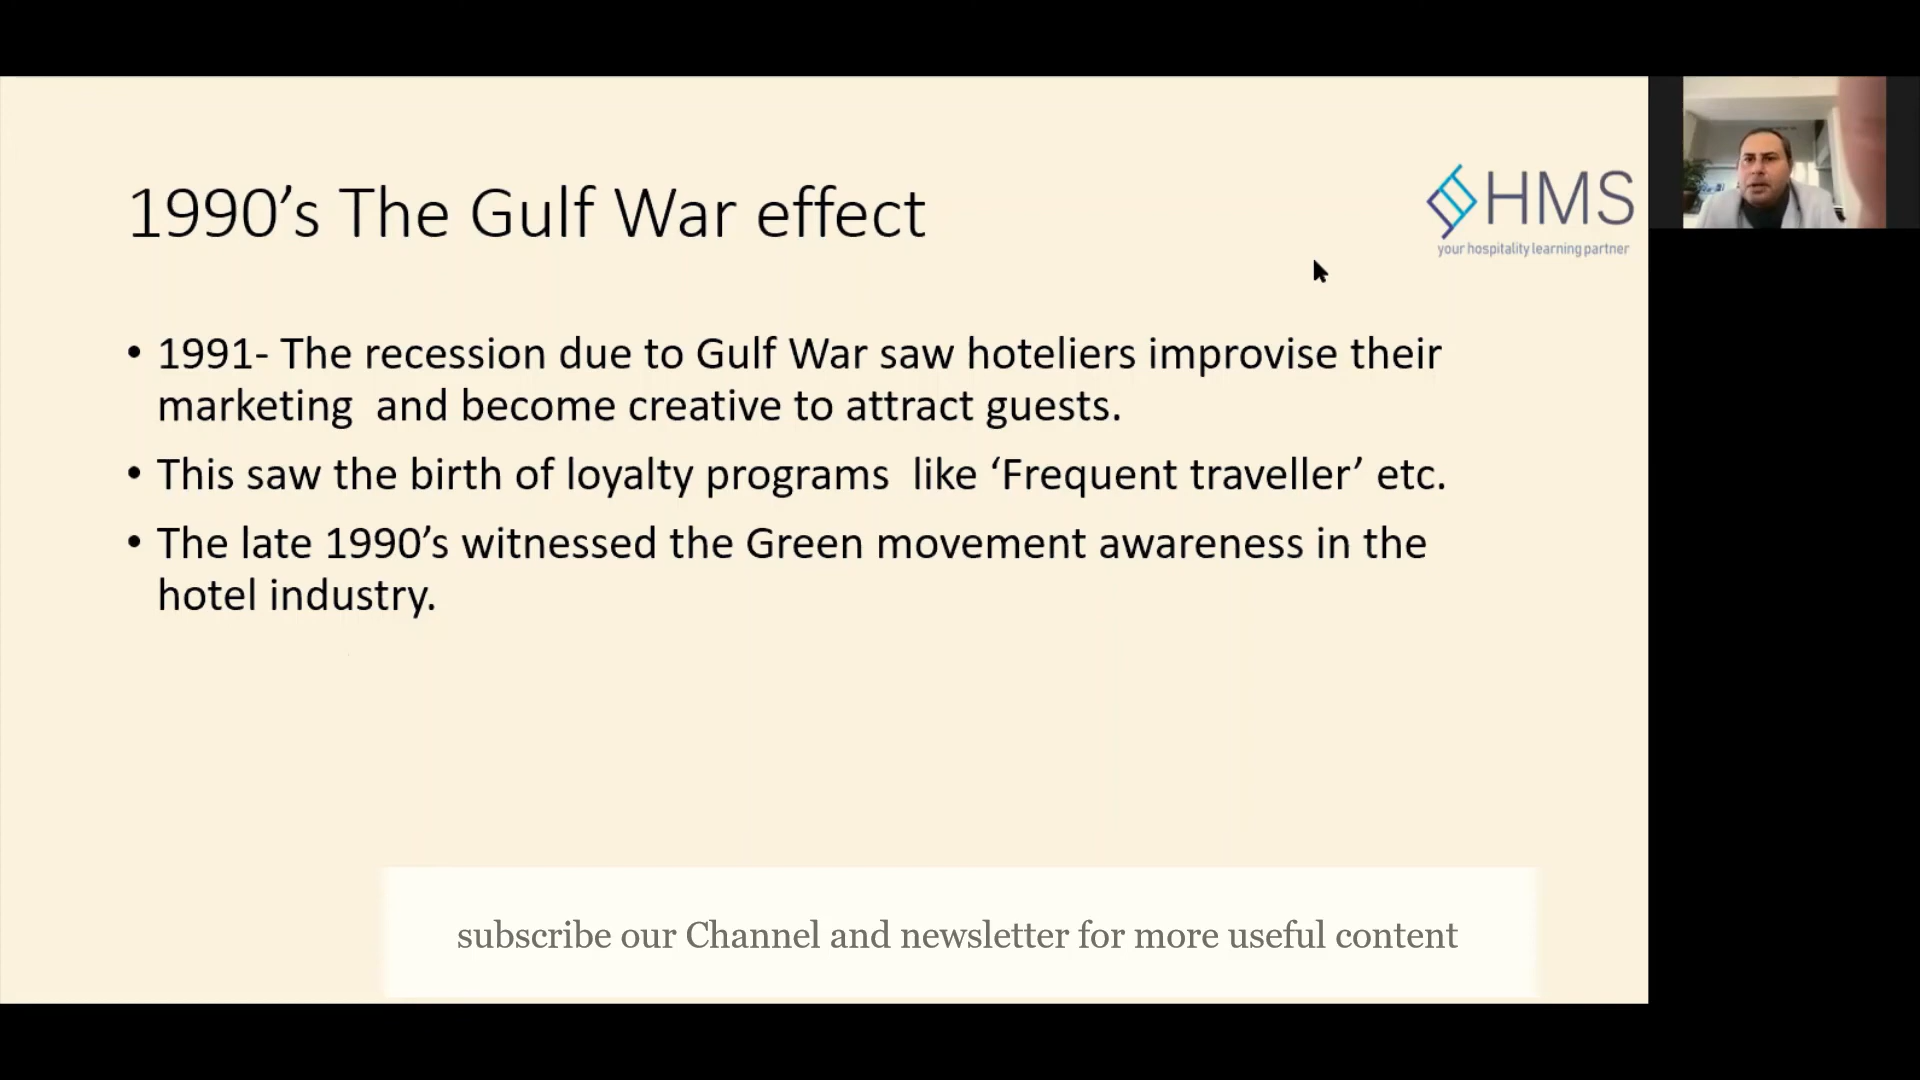 1990’s The Gulf War effect
HMS
your hospitality learning partner
• 1991- The recession due to Gulf War saw hoteliers improvise their
marketing  and become creative to attract guests.
• This saw the birth of loyalty programs  like ‘Frequent traveller’ etc.
• The late 1990’s witnessed the Green movement awareness in the
hotel industry.
subscribe our Channel and newsletter for more useful content